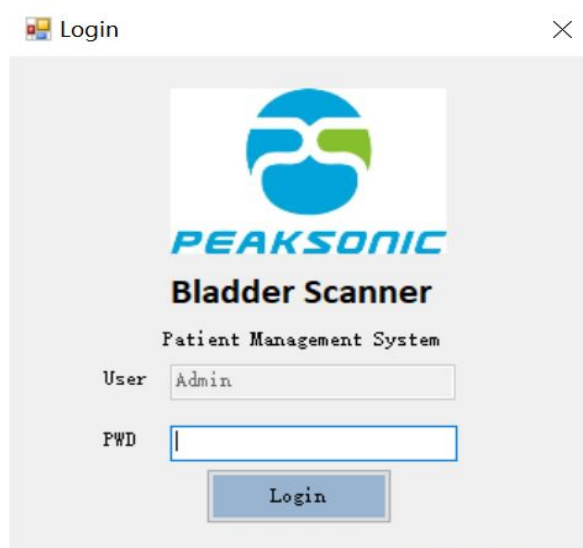 Login
PEAKSONIC
Bladder Scanner
Patient Management System
User Admin
PWD
Login